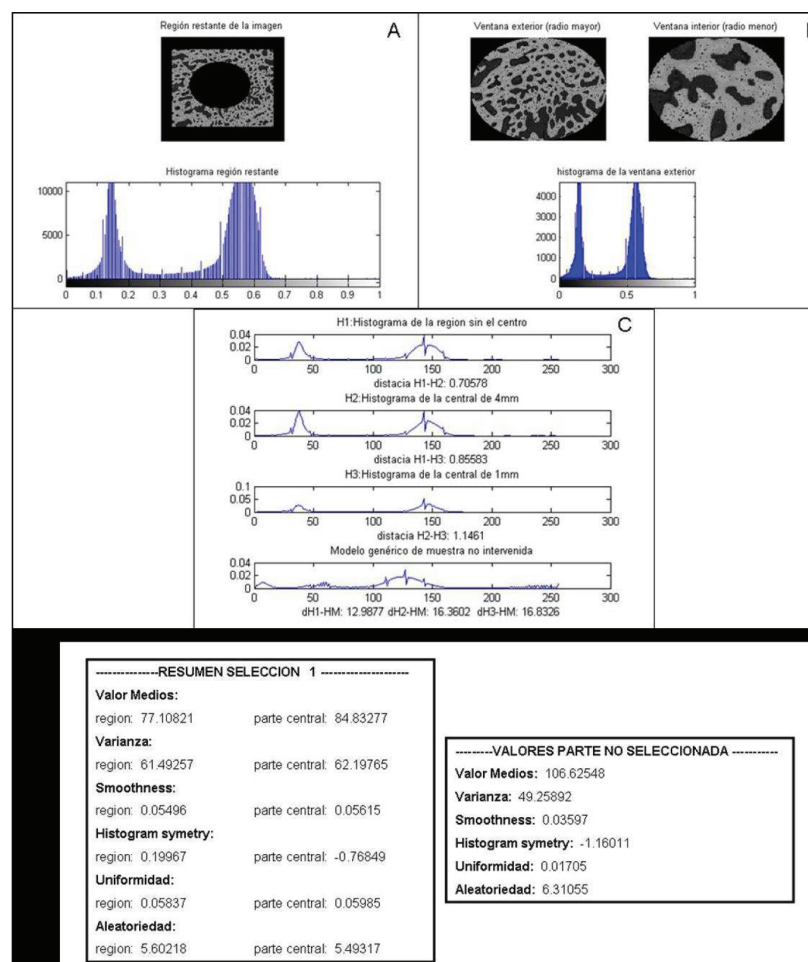 Región restante de la imagen
A
Histograma región restante
10000
5000
0
0 0.1 0.2 0.3 0.4 0.5 0.6 0.7 0.8 0.9 1
Ventana exterior (radio mayor)
Ventana interior (radio menor)
histograma de la ventana exterior
4000
3000
2000
1000
0
0 0.5 1
H1:Histograma de la region sin el centro
C
0.04
0.02
0
0 50 100 150 200 250 300
distacia H1-H2: 0.70578
H2:Histograma de la central de 4mm
0.04
0.02
0
0 50 100 150 200 250 300
distacia H1-H3: 0.85583
H3:Histograma de la central de 1mm
0.1
0.05
0
0 50 100 150 200 250 300
distacia H2-H3: 1.1461
Modelo genérico de muestra no intervenida
0.04
0.02
0
0 50 100 150 200 250 300
dH1-HM: 12.9877 dH2-HM: 16.3602 dH3-HM: 16.8326
--------------RESUMEN SELECCION 1 --------------------
Valor Medios:
region: 77.10821 parte central: 84.83277
Varianza:
region: 61.49257 parte central: 62.19765
Smoothness:
region: 0.05496 parte central: 0.05615
Histogram symetry:
region: 0.19967 parte central: -0.76849
Uniformidad:
region: 0.05837 parte central: 0.05985
Aleatoriedad:
region: 5.60218 parte central: 5.49317
---------VALORES PARTE NO SELECCIONADA ----------
Valor Medios: 106.62548
Varianza: 49.25892
Smoothness: 0.03597
Histogram symetry: -1.16011
Uniformidad: 0.01705
Aleatoriedad: 6.31055